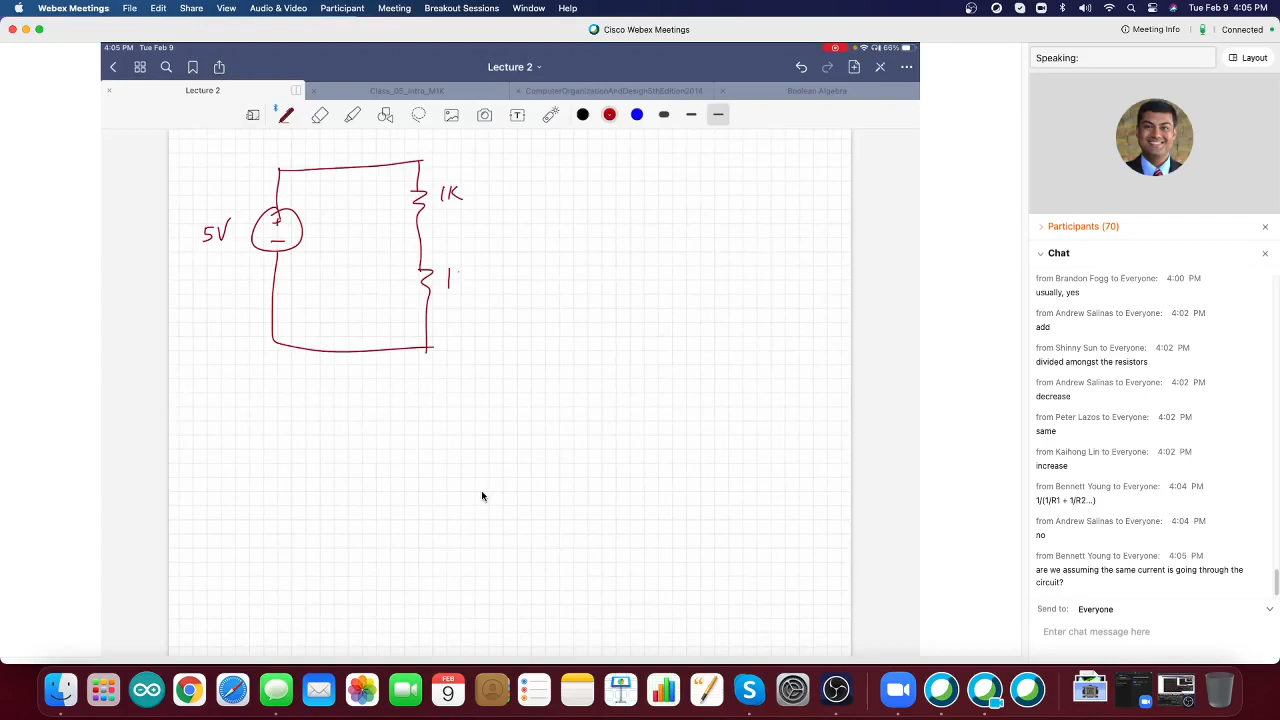 Webex Meetings File Edit Share View Audio & Video Participant Meeting Breakout Sessions Window Help Tue Feb 9 4:05 PM
Cisco Webex Meetings
Meeting Info Connected
4:05 PM Tue Feb 9 66%
Lecture 2
Lecture 2 Class_05_Intra_M1K ComputerOrganizationAndDesign5thEdition2014 Boolean Algebra
Speaking: Layout
1K
5V
+
−
1
Participants (70)
Chat
from Brandon Fogg to Everyone: 4:00 PM
usually, yes
from Andrew Salinas to Everyone: 4:02 PM
add
from Shinny Sun to Everyone: 4:02 PM
divided amongst the resistors
from Andrew Salinas to Everyone: 4:02 PM
decrease
from Peter Lazos to Everyone: 4:02 PM
same
from Kaihong Lin to Everyone: 4:02 PM
increase
from Bennett Young to Everyone: 4:04 PM
1/(1/R1 + 1/R2...)
from Andrew Salinas to Everyone: 4:04 PM
no
from Bennett Young to Everyone: 4:05 PM
are we assuming the same current is going through the
circuit?
Send to: Everyone
Enter chat message here
FEB
9